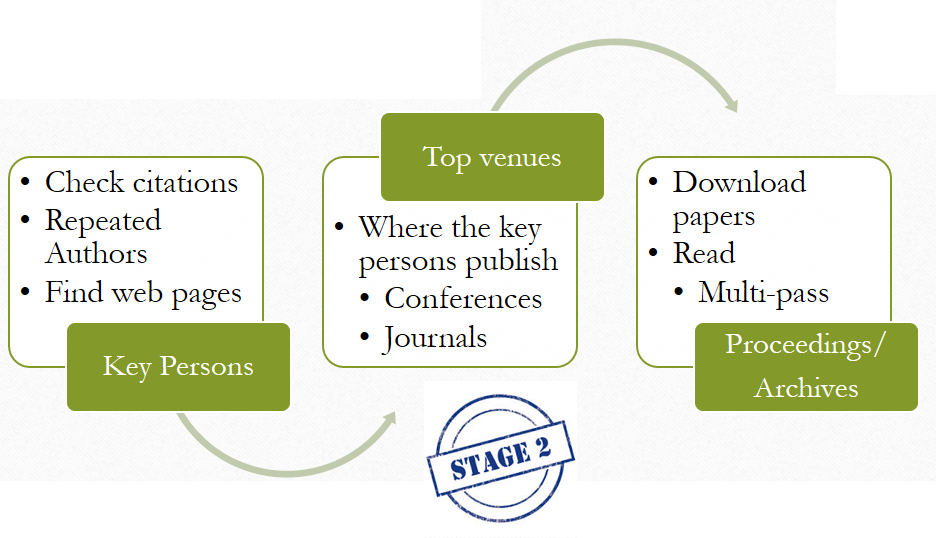 • Check citations
• Repeated
Authors
• Find web pages
Key Persons
Top venues
• Where the key
persons publish
• Conferences
• Journals
• Download
papers
• Read
• Multi-pass
Proceedings/
Archives
STAGE 2